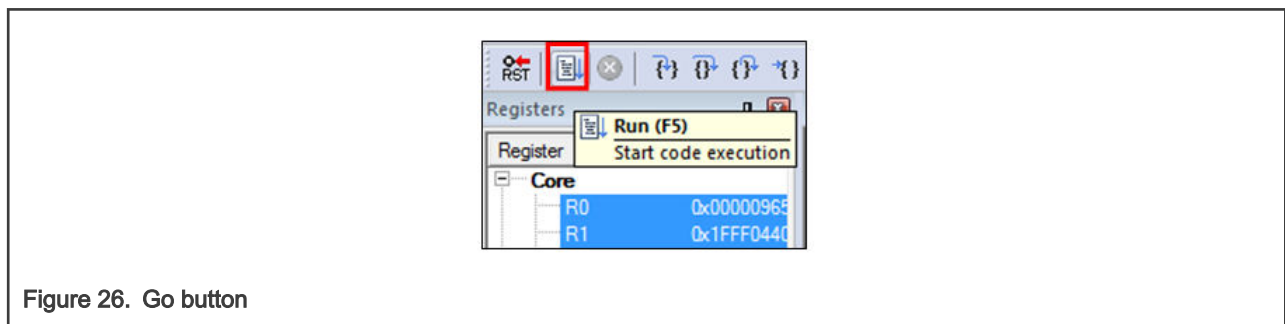 RST
Registers
Run (F5)
Register
Start code execution
Core
R0 0x00000965
R1 0x1FFF0440
Figure 26. Go button